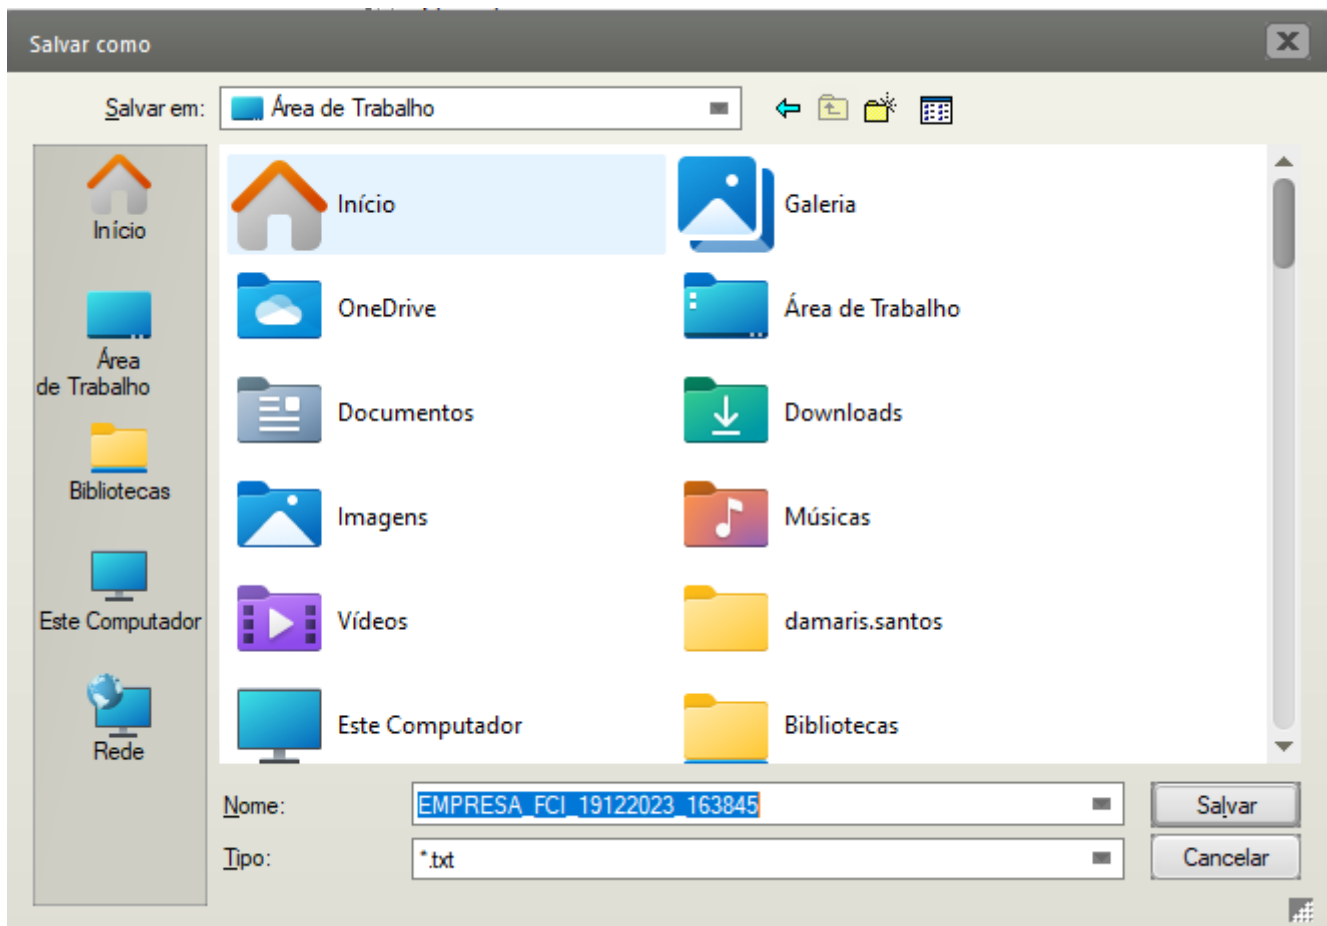 Salvar como
Salvar em:
Área de Trabalho
Início
Área
de Trabalho
Bibliotecas
Este Computador
Rede
Início
Galeria
OneDrive
Área de Trabalho
Documentos
Downloads
Imagens
Músicas
Vídeos
damaris.santos
Este Computador
Bibliotecas
Nome:
EMPRESA_FCI_19122023_163845
Salvar
Tipo:
*.txt
Cancelar